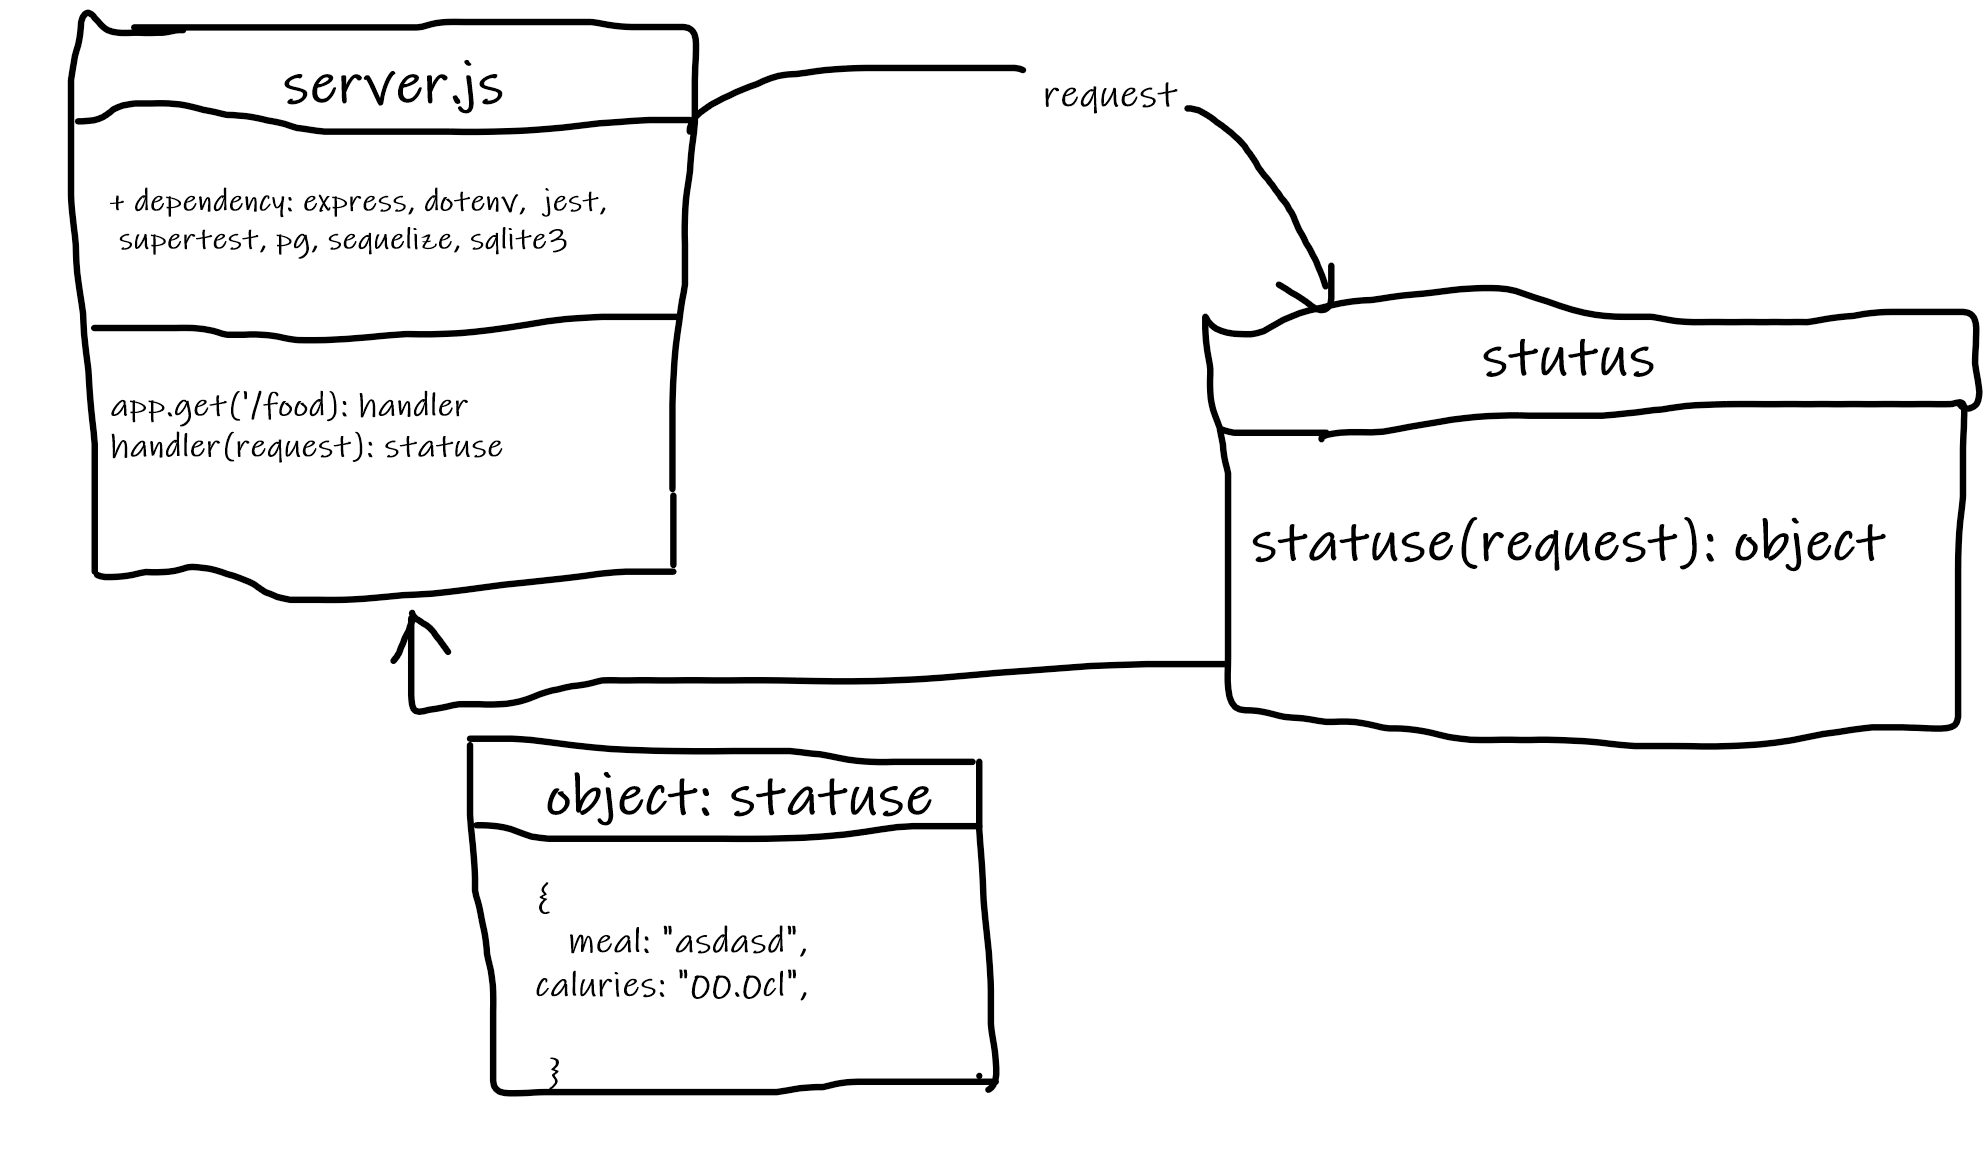 server.js
+ dependency: express, dotenv, jest,
supertest, pg, sequelize, sqlite3
app.get('/food): handler
handler(request): statuse
request
stutus
statuse(request): object
object: statuse
{
meal: "asdasd",
caluries: "00.0cl",
}